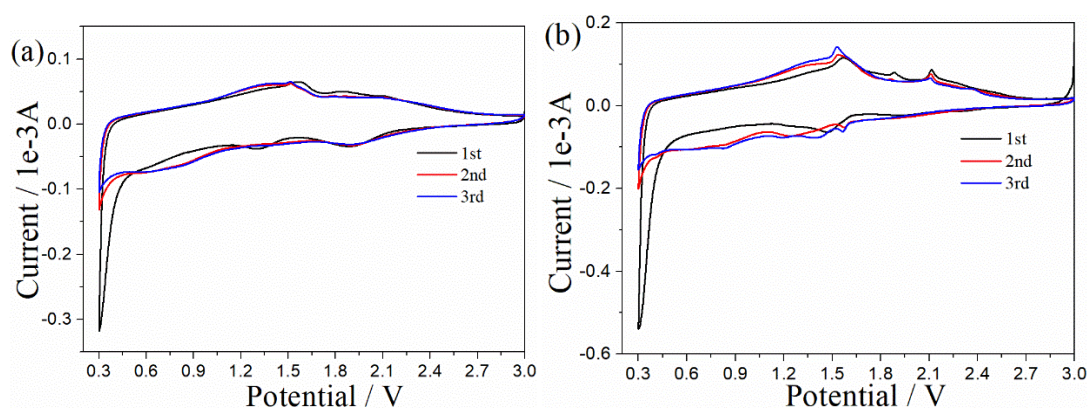 (a)
Current / 1e-3A
0.1
0.0
-0.1
-0.2
-0.3
1st
2nd
3rd
0.3 0.6 0.9 1.2 1.5 1.8 2.1 2.4 2.7 3.0
Potential / V
(b)
Current / 1e-3A
0.2
0.0
-0.2
-0.4
-0.6
1st
2nd
3rd
0.3 0.6 0.9 1.2 1.5 1.8 2.1 2.4 2.7 3.0
Potential / V